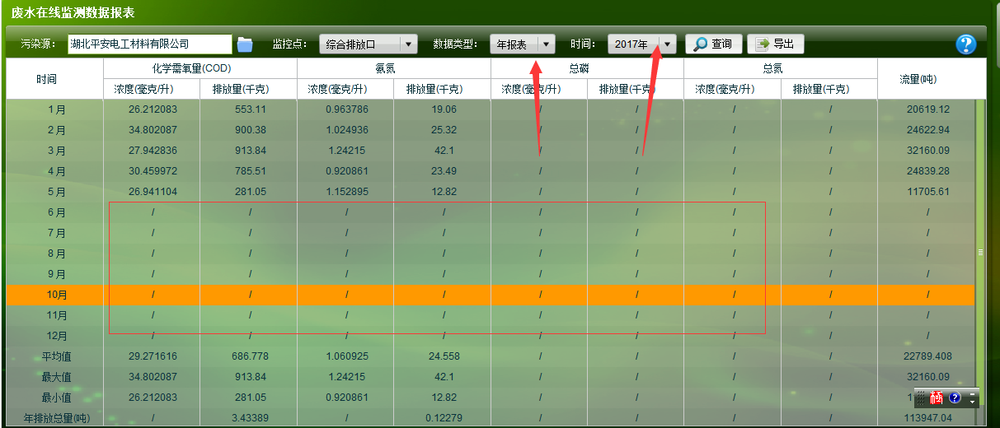 废水在线监测数据报表
污染源： 湖北平安电工材料有限公司 监控点： 综合排放口 数据类型： 年报表 时间： 2017年 查询 导出 ?
时间 化学需氧量(COD) 氨氮 总磷 总氮 流量(吨)
浓度(毫克/升) 排放量(千克) 浓度(毫克/升) 排放量(千克) 浓度(毫克/升) 排放量(千克) 浓度(毫克/升) 排放量(千克)
1月 26.212083 553.11 0.963786 19.06 / / / / 20619.12
2月 34.802087 900.38 1.024936 25.32 / / / / 24622.94
3月 27.942836 913.84 1.24215 42.1 / / / / 32160.09
4月 30.459972 785.51 0.920861 23.49 / / / / 24839.28
5月 26.941104 281.05 1.152895 12.82 / / / / 11705.61
6月 / / / / / / / / /
7月 / / / / / / / / /
8月 / / / / / / / / /
9月 / / / / / / / / /
10月 / / / / / / / / /
11月 / / / / / / / / /
12月 / / / / / / / / /
平均值 29.271616 686.778 1.060925 24.558 / / / / 22789.408
最大值 34.802087 913.84 1.24215 42.1 / / / / 32160.09
最小值 26.212083 281.05 0.920861 12.82 / / / /
年排放总量(吨) / 3.43389 / 0.12279 / / / / 113947.04